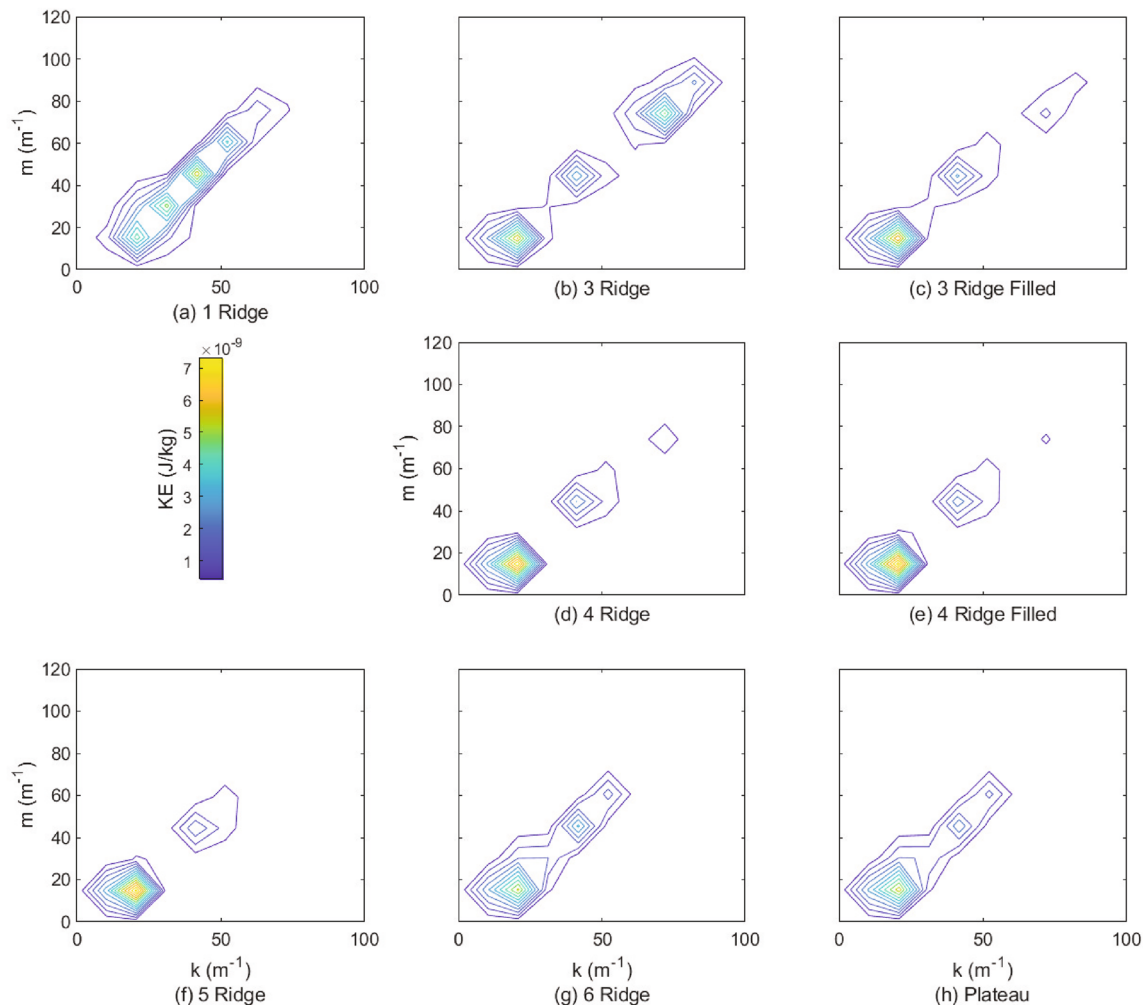 120
100
80
60
40
20
0
m (m⁻¹)
0 50 100
(a) 1 Ridge
(b) 3 Ridge
(c) 3 Ridge Filled
× 10⁻⁹
7
6
5
4
3
2
1
KE (J/kg)
120
100
80
60
40
20
0
m (m⁻¹)
(d) 4 Ridge
(e) 4 Ridge Filled
120
100
80
60
40
20
0
m (m⁻¹)
0 50 100
k (m⁻¹)
(f) 5 Ridge
0 50 100
k (m⁻¹)
(g) 6 Ridge
0 50 100
k (m⁻¹)
(h) Plateau